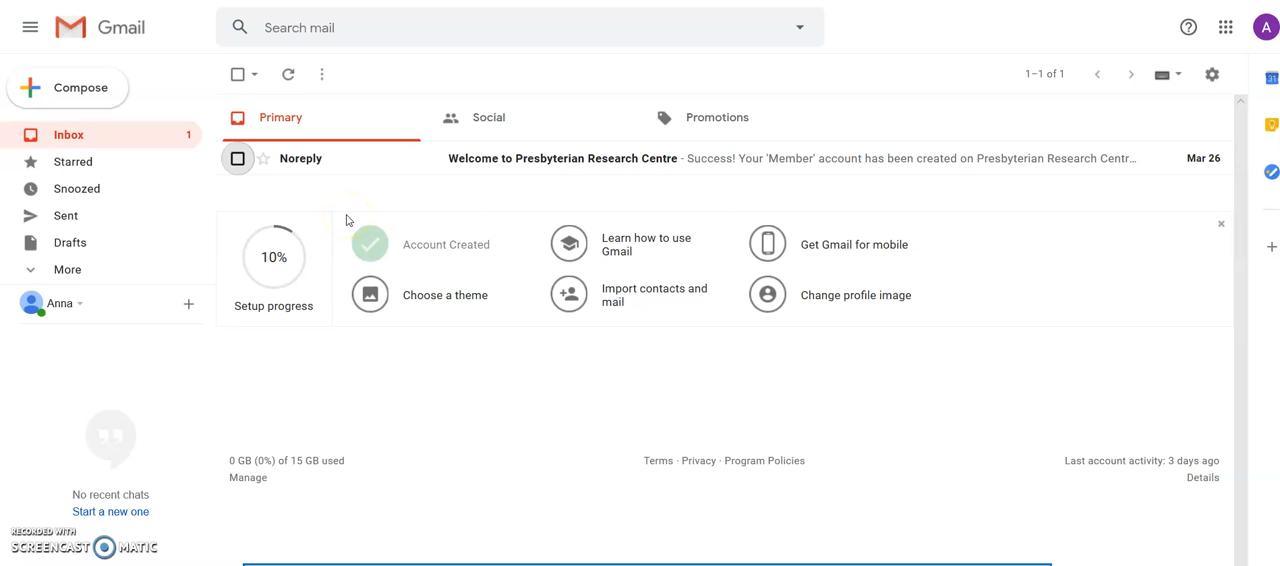 Gmail
Search mail
A
Compose
1–1 of 1
31
Inbox 1
Primary
Social
Promotions
Starred
Noreply Welcome to Presbyterian Research Centre - Success! Your 'Member' account has been created on Presbyterian Research Centr... Mar 26
Snoozed
Sent
Drafts
More
Anna
10%
Setup progress
Account Created
Learn how to use
Gmail
Get Gmail for mobile
Choose a theme
Import contacts and
mail
Change profile image
No recent chats
Start a new one
0 GB (0%) of 15 GB used
Manage
Terms · Privacy · Program Policies
Last account activity: 3 days ago
Details
RECORDED WITH
SCREENCAST MATIC